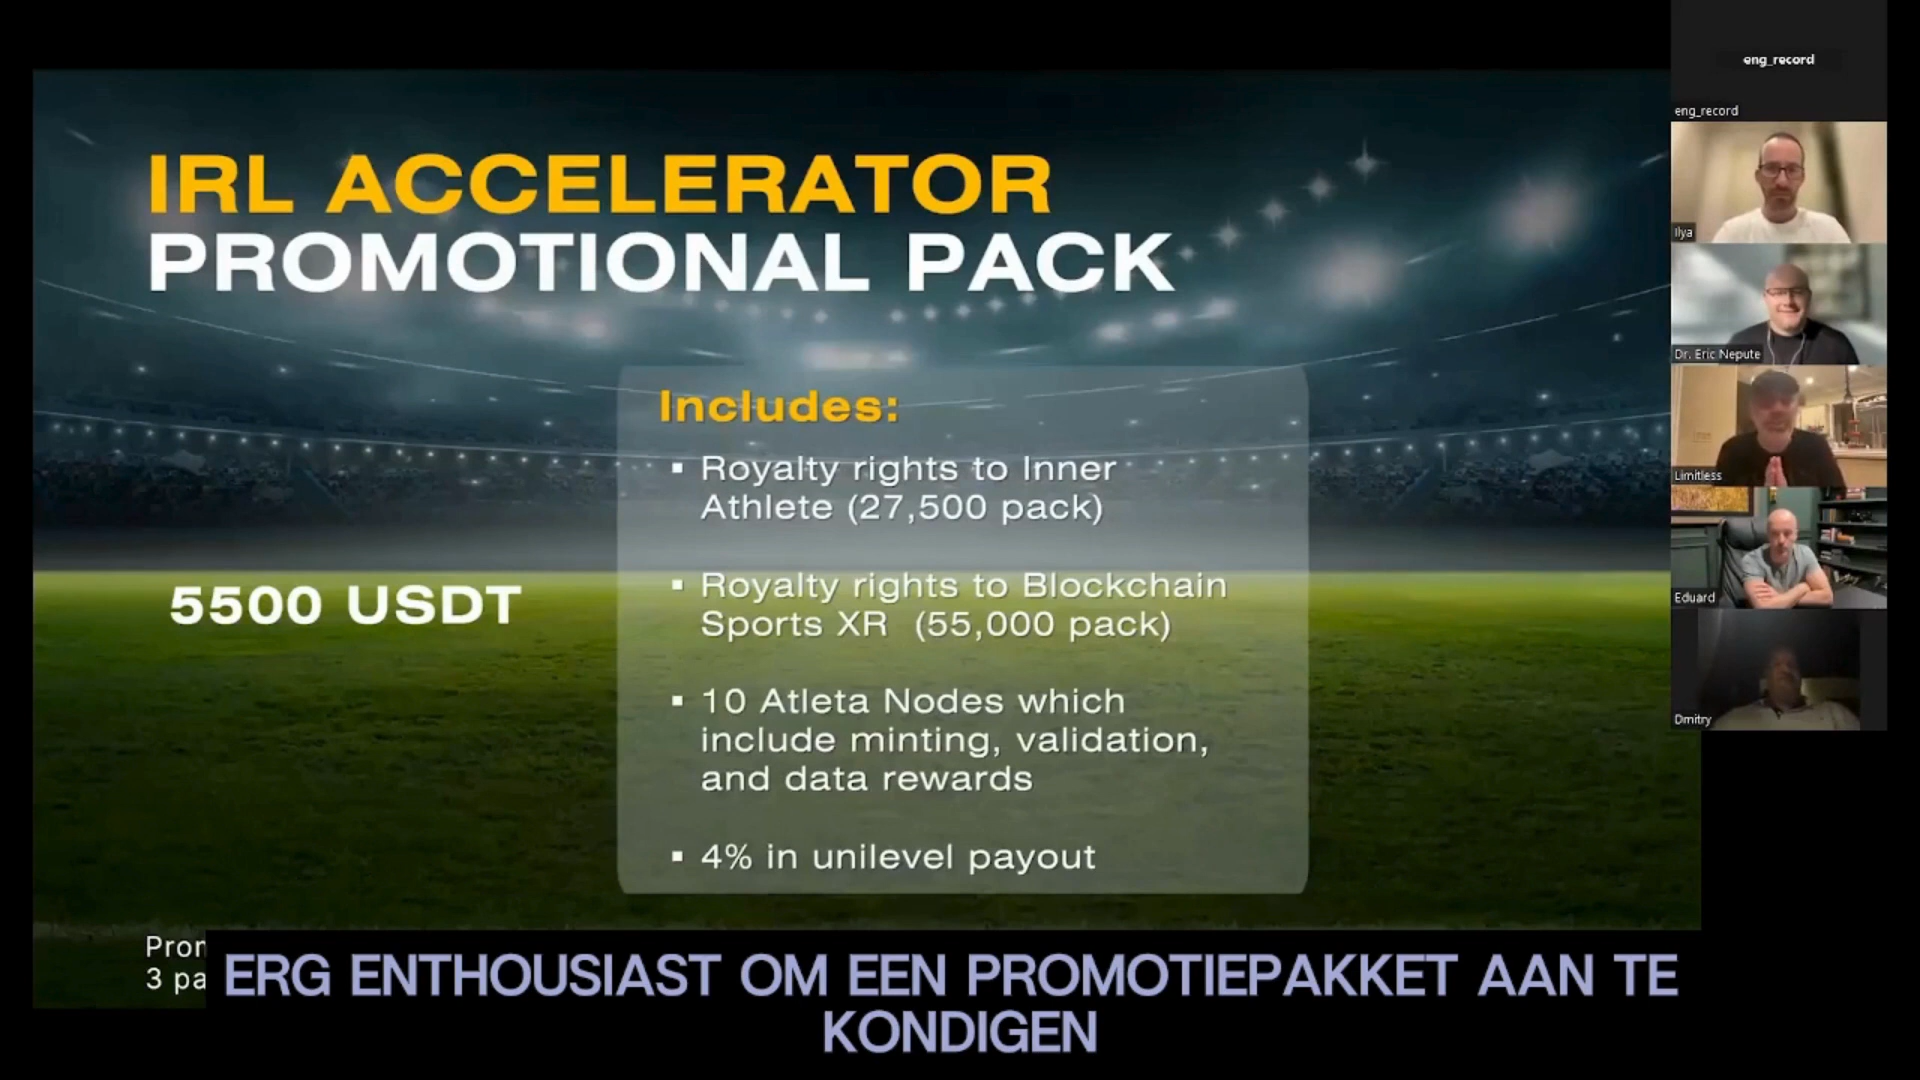 IRL ACCELERATOR
PROMOTIONAL PACK
5500 USDT
Includes:
▪ Royalty rights to Inner
Athlete (27,500 pack)
▪ Royalty rights to Blockchain
Sports XR (55,000 pack)
▪ 10 Atleta Nodes which
include minting, validation,
and data rewards
▪ 4% in unilevel payout
3
ERG ENTHOUSIAST OM EEN PROMOTIEPAKKET AAN TE
KONDIGEN
eng_record
eng_record
Ilya
Dr. Eric Nepute
Limitless
Eduard
Dmitry